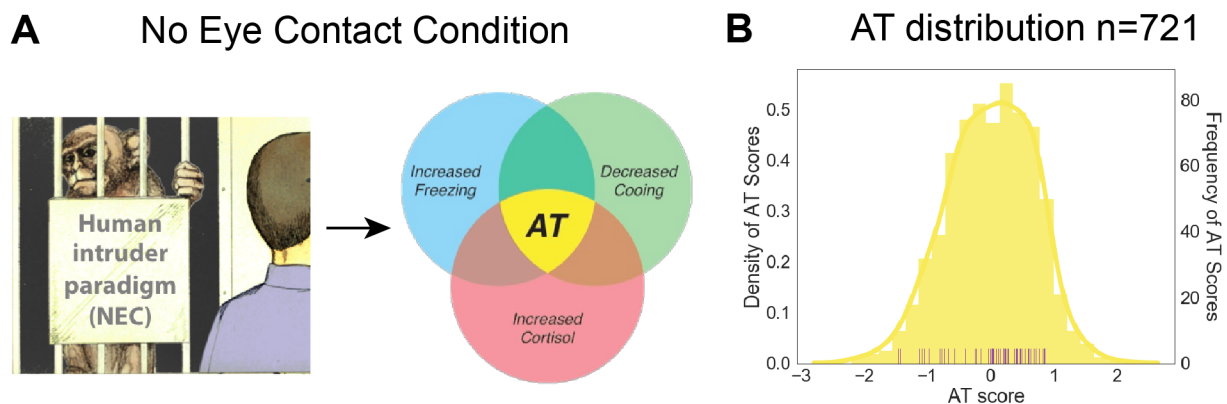 A
No Eye Contact Condition
Human
intruder
paradigm
(NEC)
Increased
Freezing
Decreased
Cooing
AT
Increased
Cortisol
B
AT distribution n=721
Density of AT Scores
0.5
0.4
0.3
0.2
0.1
0.0
−3
−2
−1
0
1
2
AT score
80
60
40
20
0
Frequency of AT Scores